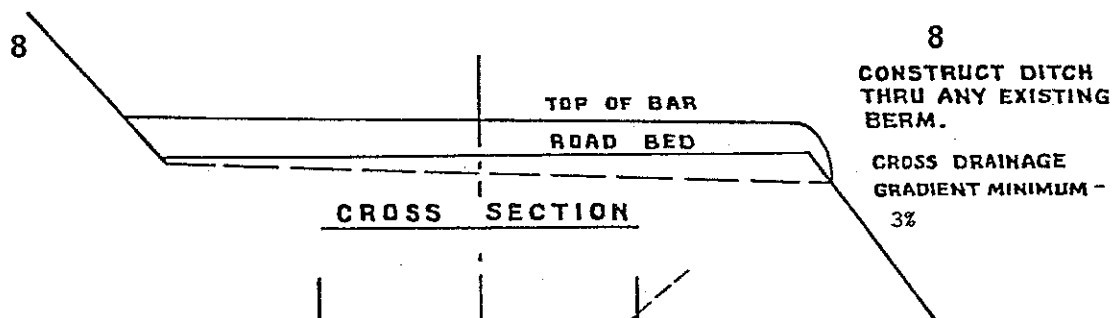 8
8
CONSTRUCT DITCH
THRU ANY EXISTING
BERM.
TOP OF BAR
ROAD BED
CROSS DRAINAGE
GRADIENT MINIMUM -
3%
CROSS SECTION